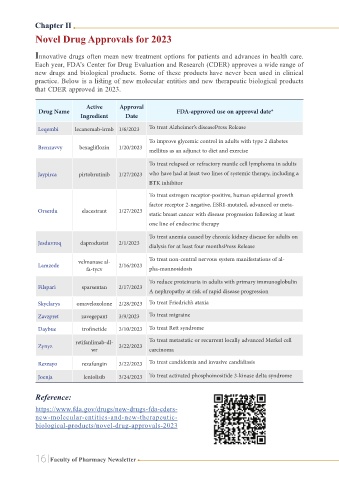 Chapter II
Novel Drug Approvals for 2023
Innovative drugs often mean new treatment options for patients and advances in health care.
Each year, FDA's Center for Drug Evaluation and Research (CDER) approves a wide range of
new drugs and biological products. Some of these products have never been used in clinical
practice. Below is a listing of new molecular entities and new therapeutic biological products
that CDER approved in 2023.
Drug Name
Active
Ingredient
Approval
Date
FDA-approved use on approval date*
Leqembi lecanemab-irmb 1/6/2023 To treat Alzheimer's diseasePress Release
Brenzavvy bexagliflozin 1/20/2023
To improve glycemic control in adults with type 2 diabetes
mellitus as an adjunct to diet and exercise
Jaypirca pirtobrutinib 1/27/2023
To treat relapsed or refractory mantle cell lymphoma in adults
who have had at least two lines of systemic therapy, including a
BTK inhibitor
Orserdu elacestrant 1/27/2023
To treat estrogen receptor-positive, human epidermal growth
factor receptor 2-negative, ESR1-mutated, advanced or meta-
static breast cancer with disease progression following at least
one line of endocrine therapy
Jesduvroq daprodustat 2/1/2023
To treat anemia caused by chronic kidney disease for adults on
dialysis for at least four monthsPress Release
Lamzede
velmanase al-
fa-tycv
2/16/2023
To treat non-central nervous system manifestations of al-
pha-mannosidosis
Filspari sparsentan 2/17/2023
To reduce proteinuria in adults with primary immunoglobulin
A nephropathy at risk of rapid disease progression
Skyclarys omaveloxolone 2/28/2023 To treat Friedrich's ataxia
Zavzpret zavegepant 3/9/2023 To treat migraine
Daybue trofinetide 3/10/2023 To treat Rett syndrome
Zynyz
retifanlimab-dl-
wr
3/22/2023
To treat metastatic or recurrent locally advanced Merkel cell
carcinoma
Rezzayo rezafungin 3/22/2023 To treat candidemia and invasive candidiasis
Joenja leniolisib 3/24/2023 To treat activated phosphoinositide 3-kinase delta syndrome
Reference:
https://www.fda.gov/drugs/new-drugs-fda-cders-
new-molecular-entities-and-new-therapeutic-
biological-products/novel-drug-approvals-2023
16 Faculty of Pharmacy Newsletter